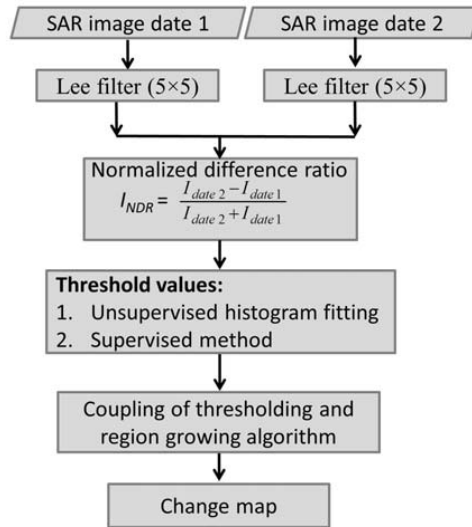 SAR image date 1
SAR image date 2
Lee filter (5×5)
Lee filter (5×5)
Normalized difference ratio
I_NDR = (I_date 2 − I_date 1) / (I_date 2 + I_date 1)
Threshold values:
1. Unsupervised histogram fitting
2. Supervised method
Coupling of thresholding and
region growing algorithm
Change map